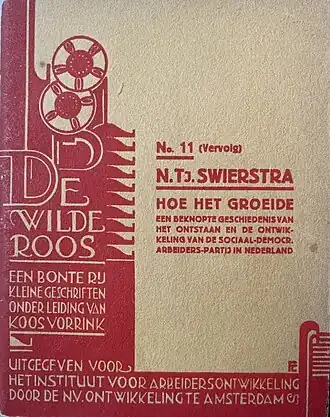 No. 11 (Vervolg)
N. Tj. SWIERSTRA
HOE HET GROEIDE
EEN BEKNOPTE GESCHIEDENIS VAN
HET ONTSTAAN EN DE ONTWIK-
KELING VAN DE SOCIAAL-DEMOCR.
ARBEIDERS-PARTIJ IN NEDERLAND
DE
WILDE
ROOS
EEN BONTE RIJ
KLEINE GESCHRIFTEN
ONDER LEIDING VAN
KOOS VORRINK
UITGEGEVEN VOOR
HET INSTITUUT VOOR ARBEIDERSONTWIKKELING
DOOR DE N.V. ONTWIKKELING TE AMSTERDAM